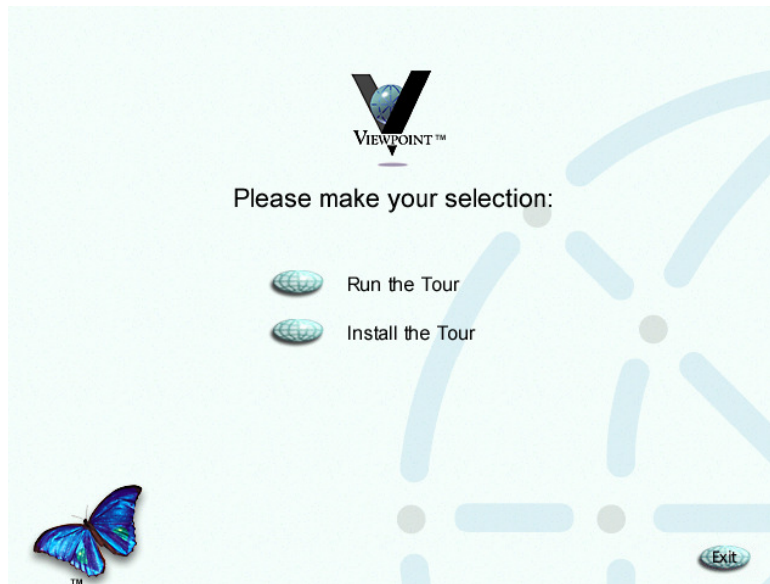 VIEWPOINT™
Please make your selection:
Run the Tour
Install the Tour
Exit
TM